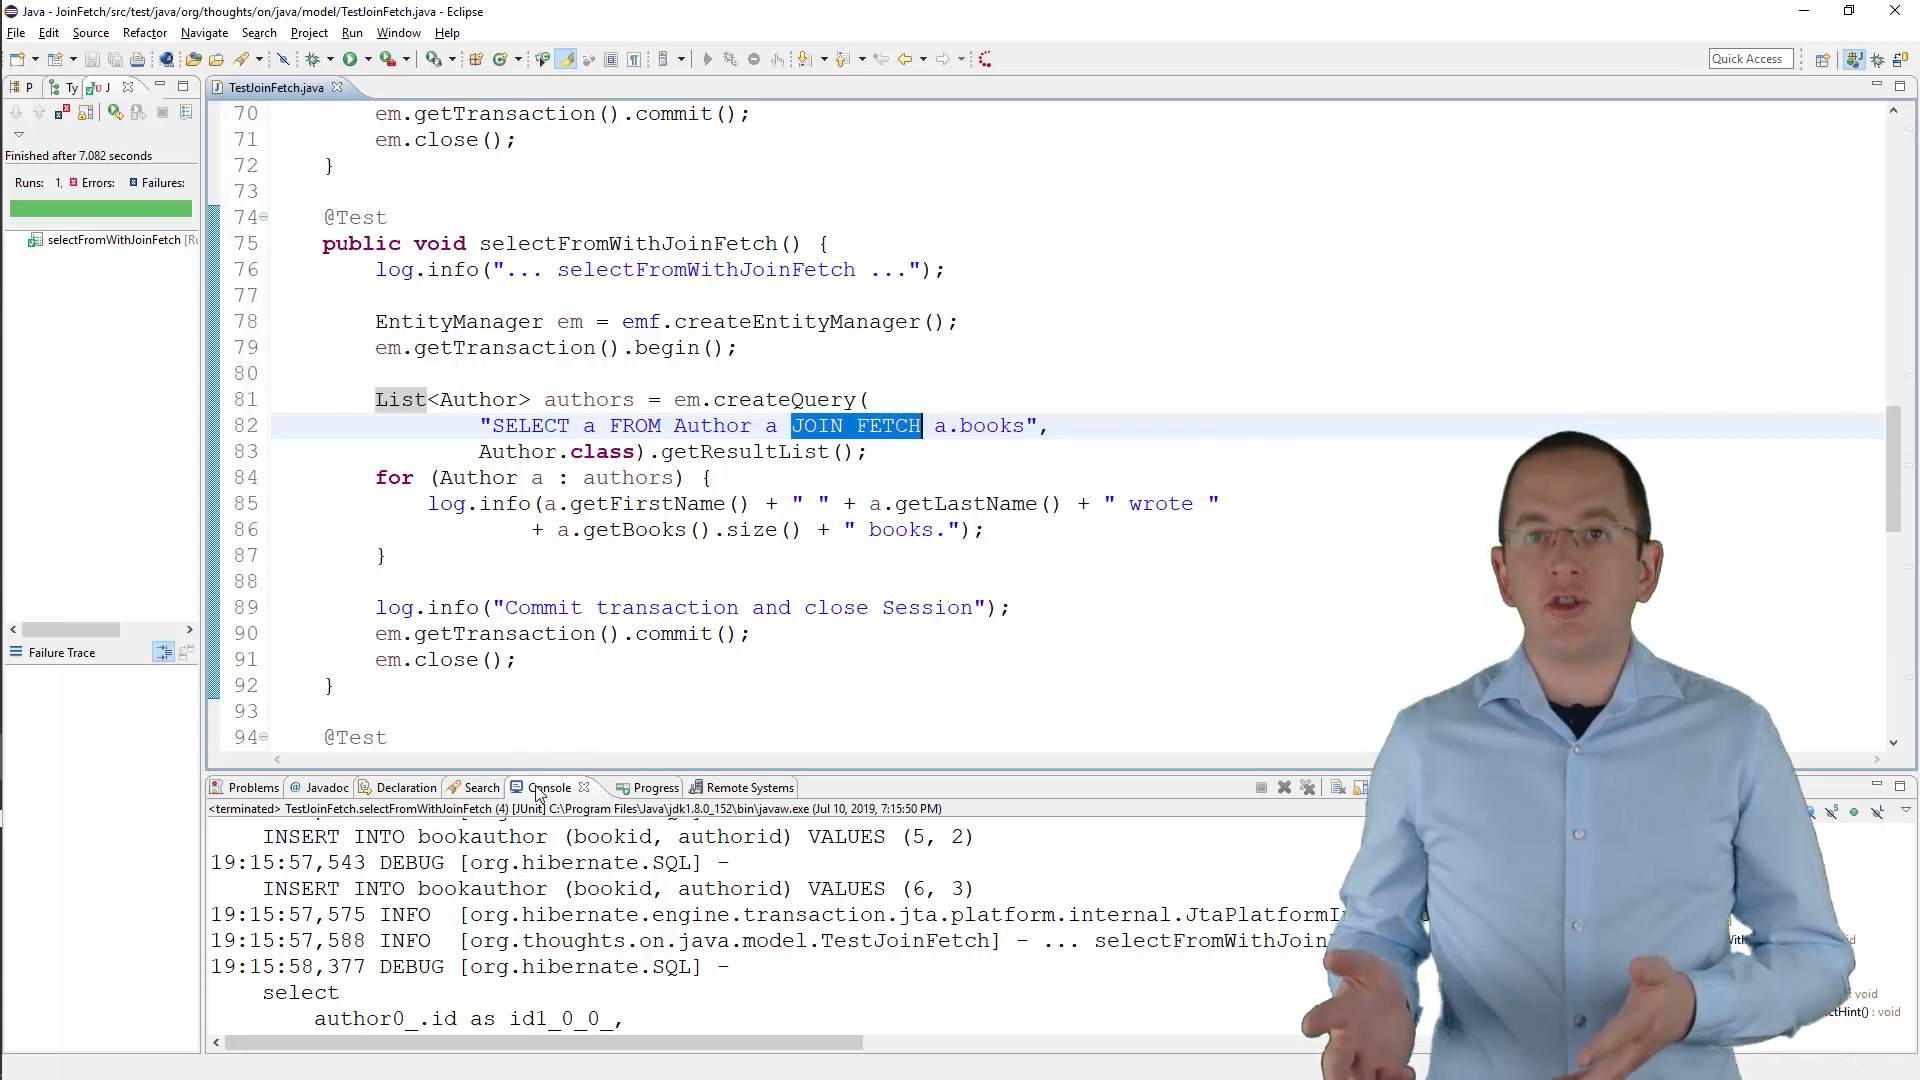 Java - JoinFetch/src/test/java/org/thoughts/on/java/model/TestJoinFetch.java - Eclipse
File Edit Source Refactor Navigate Search Project Run Window Help
Quick Access
P Ty J
TestJoinFetch.java
Finished after 7.082 seconds
Runs: 1, Errors: Failures:
selectFromWithJoinFetch [Ru
Failure Trace
70 em.getTransaction().commit();
71 em.close();
72 }
73
74 @Test
75 public void selectFromWithJoinFetch() {
76 log.info("... selectFromWithJoinFetch ...");
77
78 EntityManager em = emf.createEntityManager();
79 em.getTransaction().begin();
80
81 List<Author> authors = em.createQuery(
82 "SELECT a FROM Author a JOIN FETCH a.books",
83 Author.class).getResultList();
84 for (Author a : authors) {
85 log.info(a.getFirstName() + " " + a.getLastName() + " wrote "
86 + a.getBooks().size() + " books.");
87 }
88
89 log.info("Commit transaction and close Session");
90 em.getTransaction().commit();
91 em.close();
92 }
93
94 @Test
Problems @ Javadoc Declaration Search Console Progress Remote Systems
<terminated> TestJoinFetch.selectFromWithJoinFetch (4) [JUnit] C:\Program Files\Java\jdk1.8.0_152\bin\javaw.exe (Jul 10, 2019, 7:15:50 PM)
INSERT INTO bookauthor (bookid, authorid) VALUES (5, 2)
19:15:57,543 DEBUG [org.hibernate.SQL] -
INSERT INTO bookauthor (bookid, authorid) VALUES (6, 3)
19:15:57,575 INFO [org.hibernate.engine.transaction.jta.platform.internal.JtaPlatformI
19:15:57,588 INFO [org.thoughts.on.java.model.TestJoinFetch] - ... selectFromWithJoin
19:15:58,377 DEBUG [org.hibernate.SQL] -
select
author0_.id as id1_0_0_,
: void
ctHint() : void